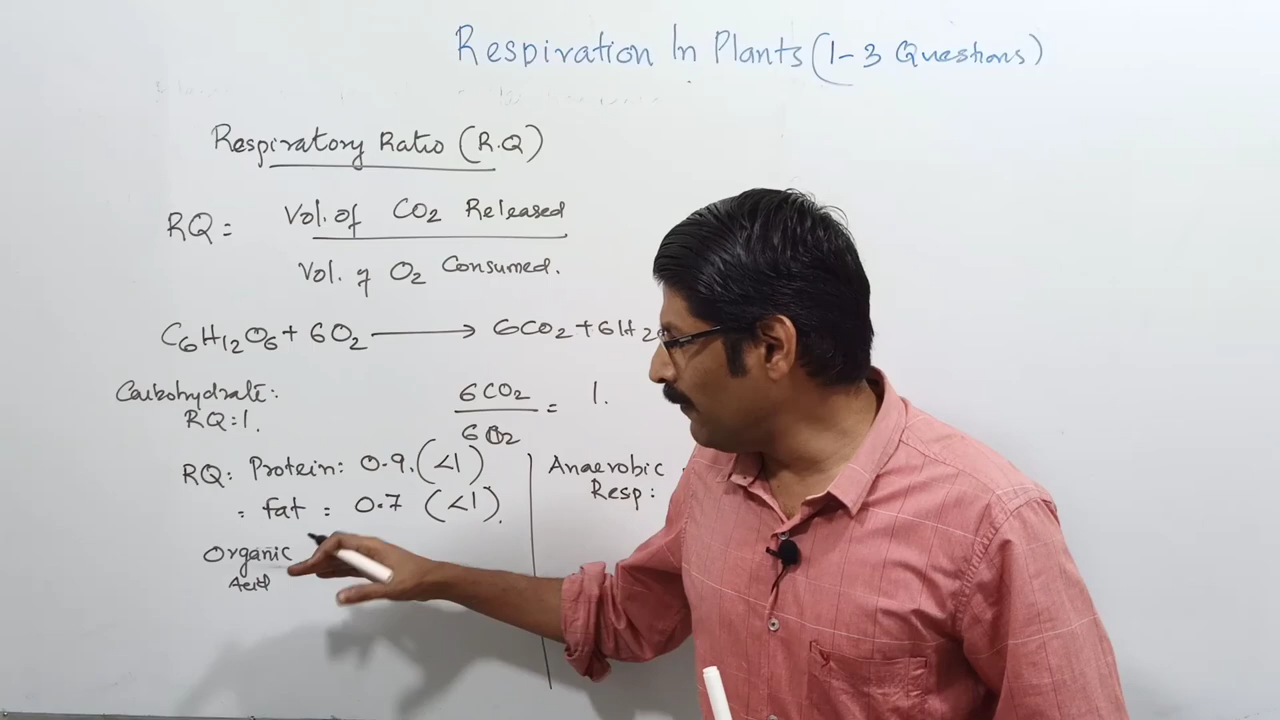 Respiration In Plants (1-3 Questions)
Respiratory Ratio (R.Q)
RQ = Vol. of CO2 Released
Vol. of O2 Consumed.
C6H12O6 + 6O2 → 6CO2 + 6H2
Carbohydrate:
RQ = 1.
6CO2
6O2
= 1.
RQ: Protein: 0.9. (<1)
= fat = 0.7 (<1).
Organic
Acid
Anaerobic
Resp: